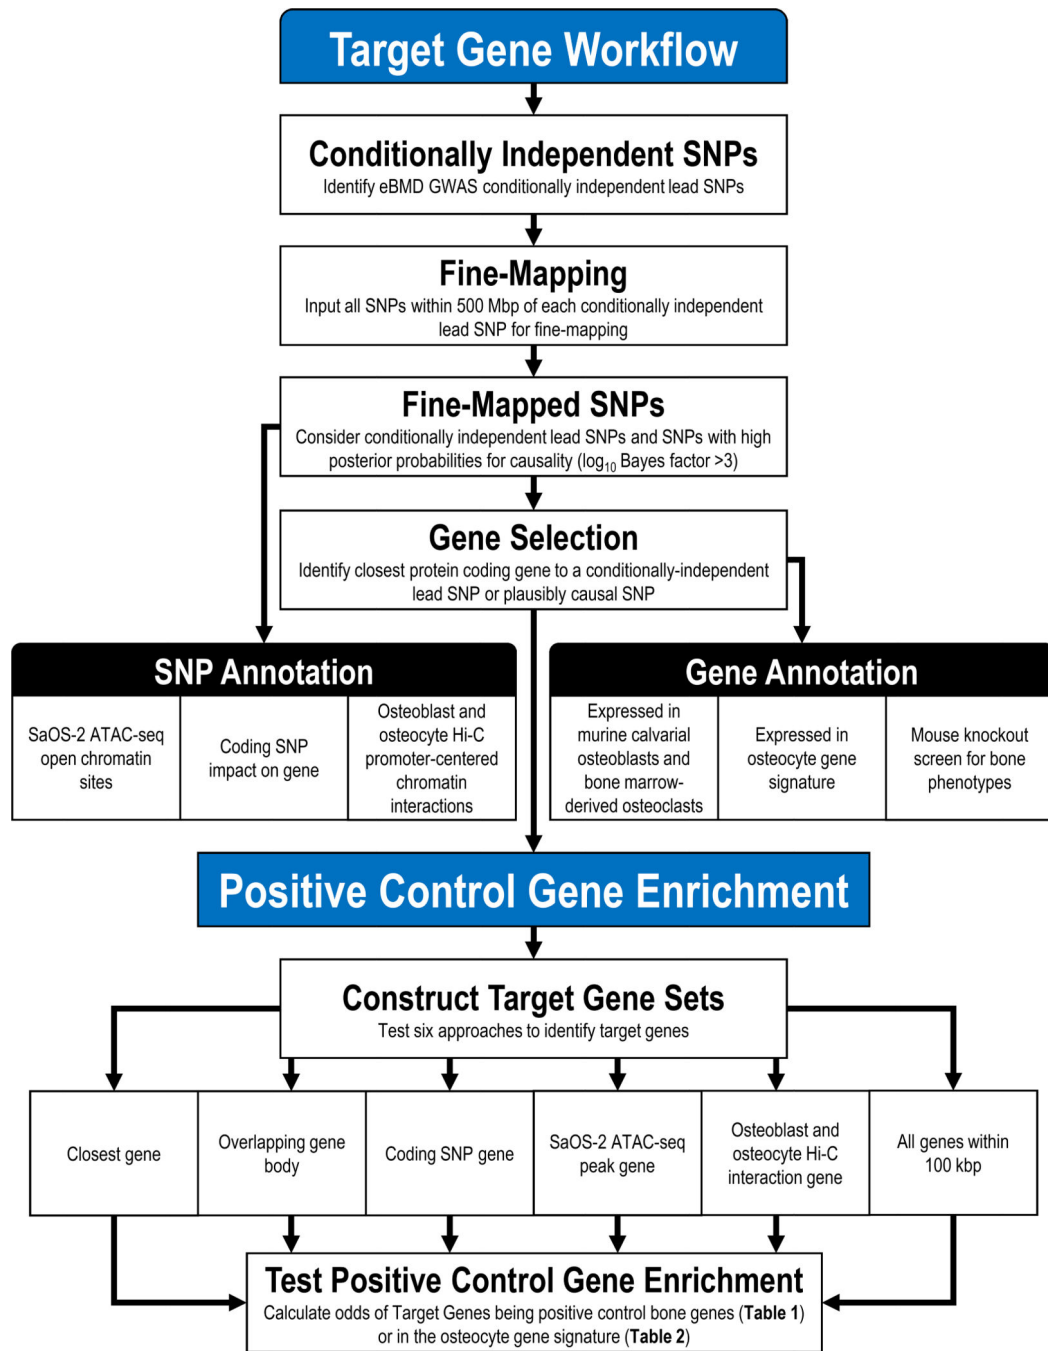 Target Gene Workflow
Conditionally Independent SNPs
Identify eBMD GWAS conditionally independent lead SNPs
Fine-Mapping
Input all SNPs within 500 Mbp of each conditionally independent
lead SNP for fine-mapping
Fine-Mapped SNPs
Consider conditionally independent lead SNPs and SNPs with high
posterior probabilities for causality (log₁₀ Bayes factor >3)
Gene Selection
Identify closest protein coding gene to a conditionally-independent
lead SNP or plausibly causal SNP
SNP Annotation
SaOS-2 ATAC-seq
open chromatin
sites
Coding SNP
impact on gene
Osteoblast and
osteocyte Hi-C
promoter-centered
chromatin
interactions
Gene Annotation
Expressed in
murine calvarial
osteoblasts and
bone marrow-
derived osteoclasts
Expressed in
osteocyte gene
signature
Mouse knockout
screen for bone
phenotypes
Positive Control Gene Enrichment
Construct Target Gene Sets
Test six approaches to identify target genes
Closest gene
Overlapping gene
body
Coding SNP gene
SaOS-2 ATAC-seq
peak gene
Osteoblast and
osteocyte Hi-C
interaction gene
All genes within
100 kbp
Test Positive Control Gene Enrichment
Calculate odds of Target Genes being positive control bone genes (Table 1)
or in the osteocyte gene signature (Table 2)